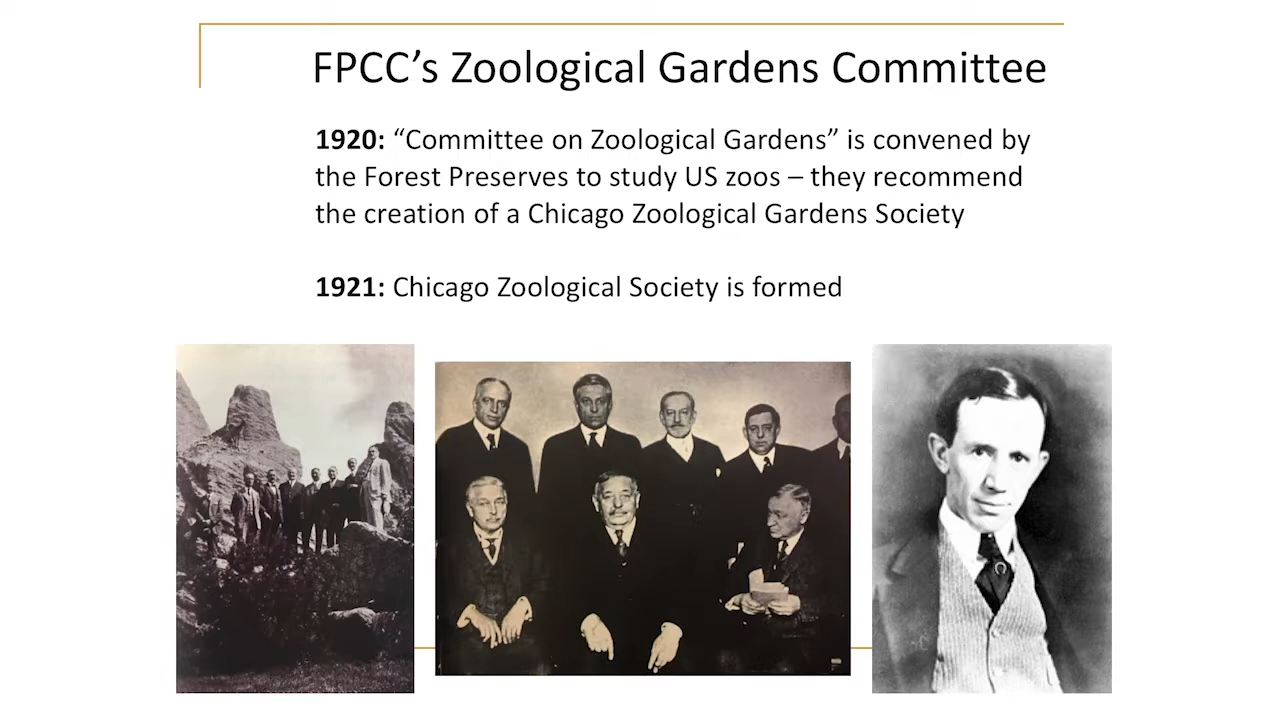 FPCC’s Zoological Gardens Committee
1920: “Committee on Zoological Gardens” is convened by
the Forest Preserves to study US zoos – they recommend
the creation of a Chicago Zoological Gardens Society
1921: Chicago Zoological Society is formed